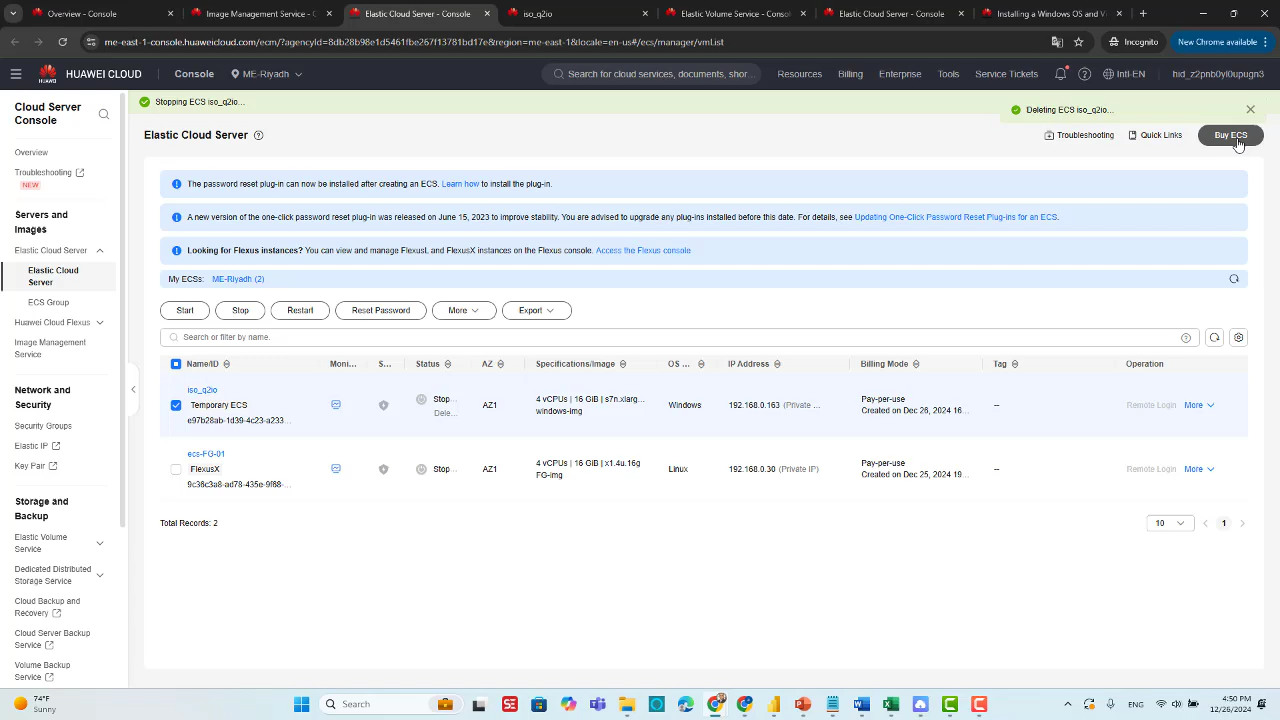 Overview
Image Management Service - C
Elastic Cloud Server - Console
iso_q2io
Elastic Volume Service - Consol
Elastic Cloud Server - Console
Installing a Windows OS and V
me-east-1-console.huaweicloud.com/ecm/?agencyId=8db28b98e1d5461fbe267f13781bd17e&region=me-east-1&locale=en-us#/ecs/manager/vmList
Incognito
New Chrome available
HUAWEI CLOUD
Console
ME-Riyadh
Search for cloud services, documents, shor
Resources
Billing
Enterprise
Tools
Service Tickets
Intl-EN
hid_z2pnb0yl0upugn3
Cloud Server
Console
Stopping ECS iso_q2io...
Deleting ECS iso_q2io...
Elastic Cloud Server
Troubleshooting
Quick Links
Buy ECS
Overview
Troubleshooting
NEW
Servers and
Images
Elastic Cloud Server
Elastic Cloud
Server
ECS Group
Huawei Cloud Flexus
Image Management
Service
Network and
Security
Security Groups
Elastic IP
Key Pair
Storage and
Backup
Elastic Volume
Service
Dedicated Distributed
Storage Service
Cloud Backup and
Recovery
Cloud Server Backup
Service
Volume Backup
Service
The password reset plug-in can now be installed after creating an ECS. Learn how to install the plug-in.
A new version of the one-click password reset plug-in was released on June 15, 2023 to improve stability. You are advised to upgrade any plug-ins installed before this date. For details, see Updating One-Click Password Reset Plug-ins for an ECS.
Looking for Flexus instances? You can view and manage FlexusL and FlexusX instances on the Flexus console. Access the Flexus console
My ECSs: ME-Riyadh (2)
Start
Stop
Restart
Reset Password
More
Export
Search or filter by name.
Name/ID
Moni...
S...
Status
AZ
Specifications/Image
OS ...
IP Address
Billing Mode
Tag
Operation
iso_q2io
Temporary ECS
e97b28ab-1d39-4c23-a233...
Stop...
Dele...
AZ1
4 vCPUs | 16 GiB | s7n.xlarg...
windows-img
Windows
192.168.0.163 (Private ...
Pay-per-use
Created on Dec 26, 2024 16...
--
Remote Login
More
ecs-FG-01
FlexusX
9c36c3a8-ad78-435e-9f88-...
Stop...
AZ1
4 vCPUs | 16 GiB | x1.4u.16g
FG-img
Linux
192.168.0.30 (Private IP)
Pay-per-use
Created on Dec 25, 2024 19...
--
Remote Login
More
Total Records: 2
10
1
74°F
Sunny
Search
ENG
4:50 PM
12/26/2024